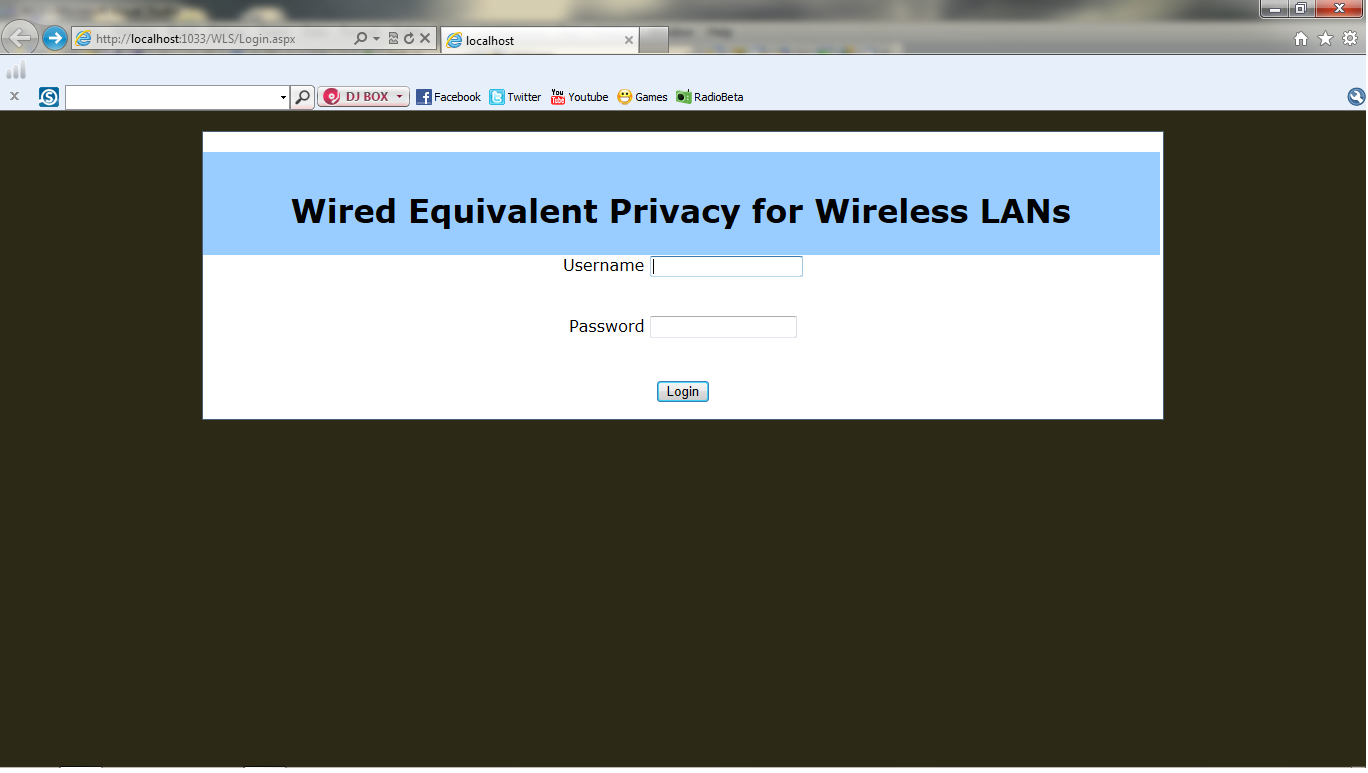 http://localhost:1033/WLS/Login.aspx
localhost
DJ BOX
Facebook
Twitter
You Tube Youtube
Games
RadioBeta
Wired Equivalent Privacy for Wireless LANs
Username
Password
Login